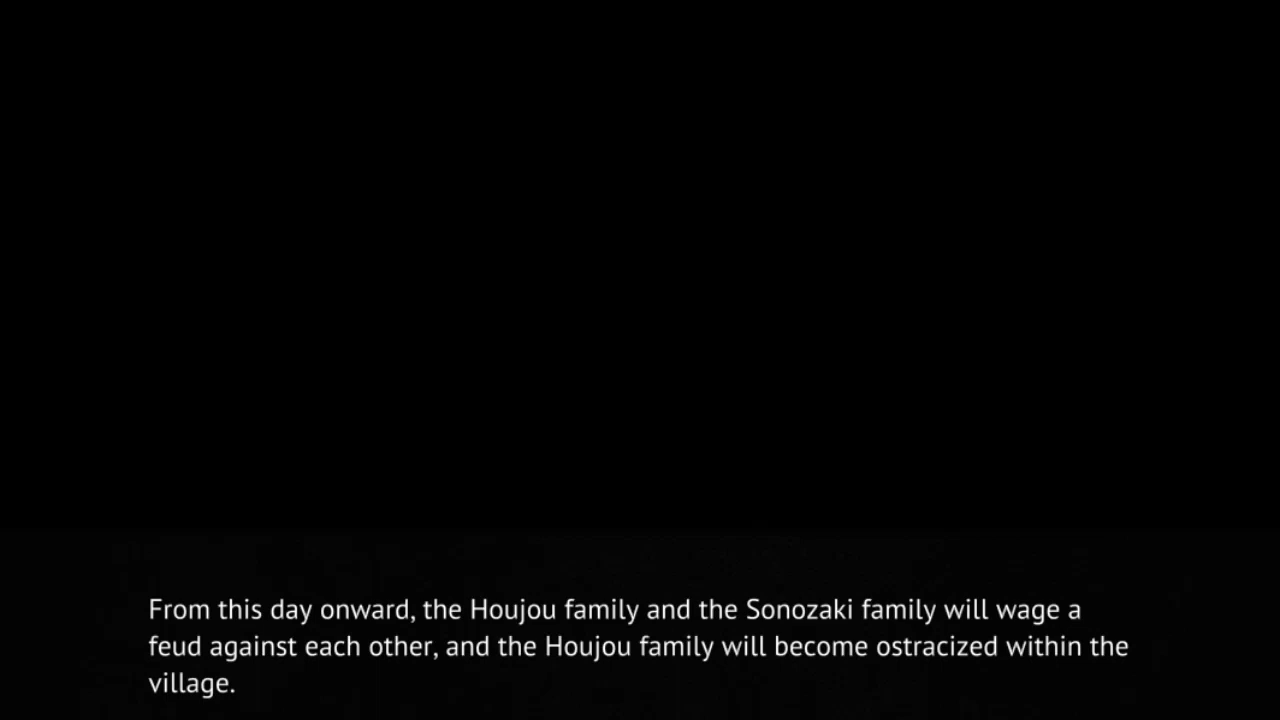 From this day onward, the Houjou family and the Sonozaki family will wage a
feud against each other, and the Houjou family will become ostracized within the
village.